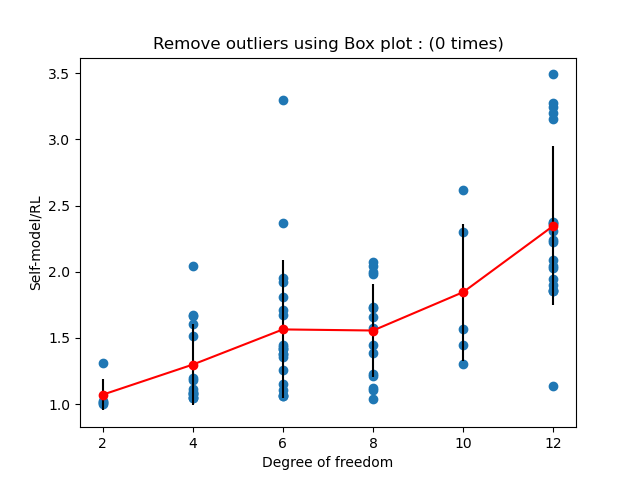 Remove outliers using Box plot : (0 times)
3.5
3.0
2.5
2.0
1.5
1.0
Self-model/RL
2 4 6 8 10 12
Degree of freedom